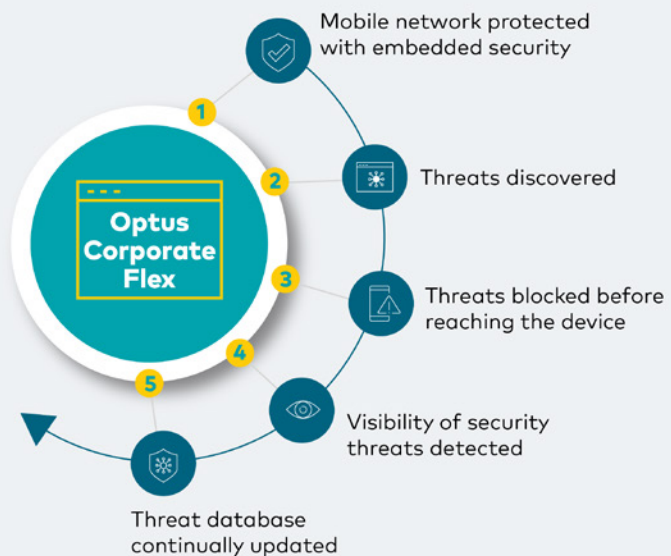 Mobile network protected
with embedded security
1
2
Threats discovered
Optus
Corporate
Flex
3
Threats blocked before
reaching the device
4
Visibility of security
threats detected
5
Threat database
continually updated